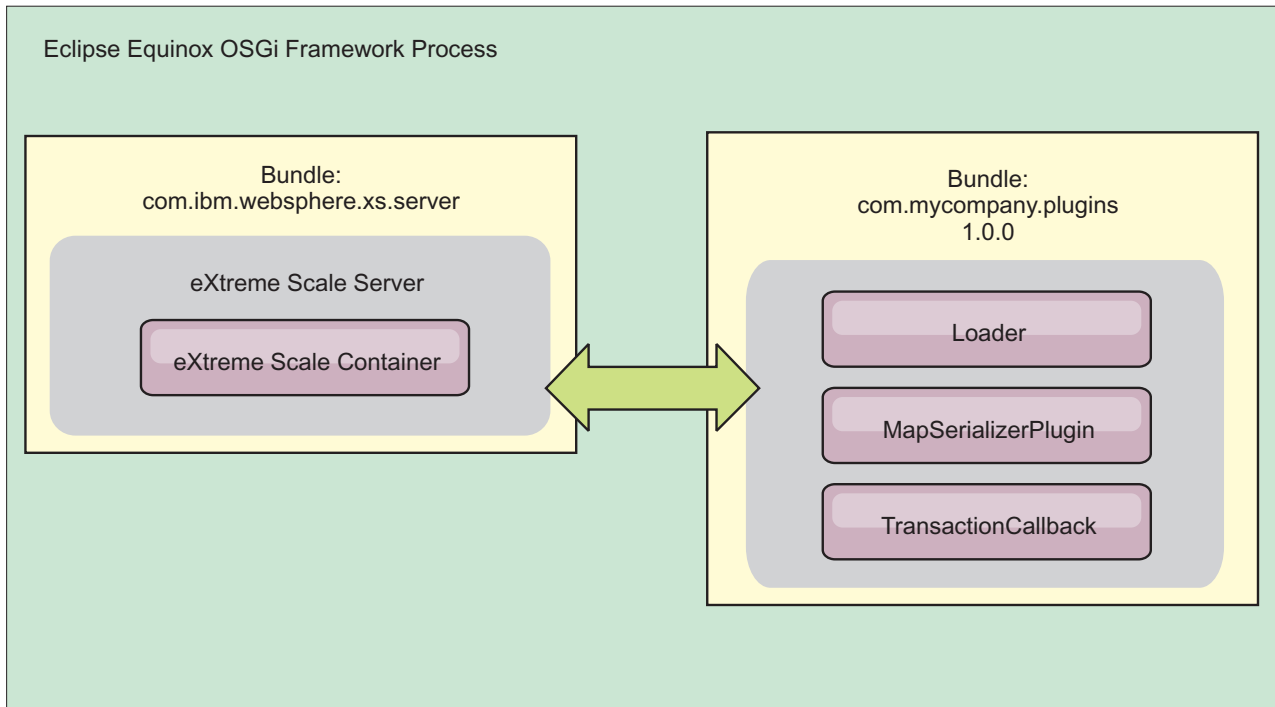 Eclipse Equinox OSGi Framework Process
Bundle:
com.ibm.websphere.xs.server
eXtreme Scale Server
eXtreme Scale Container
Bundle:
com.mycompany.plugins
1.0.0
Loader
MapSerializerPlugin
TransactionCallback